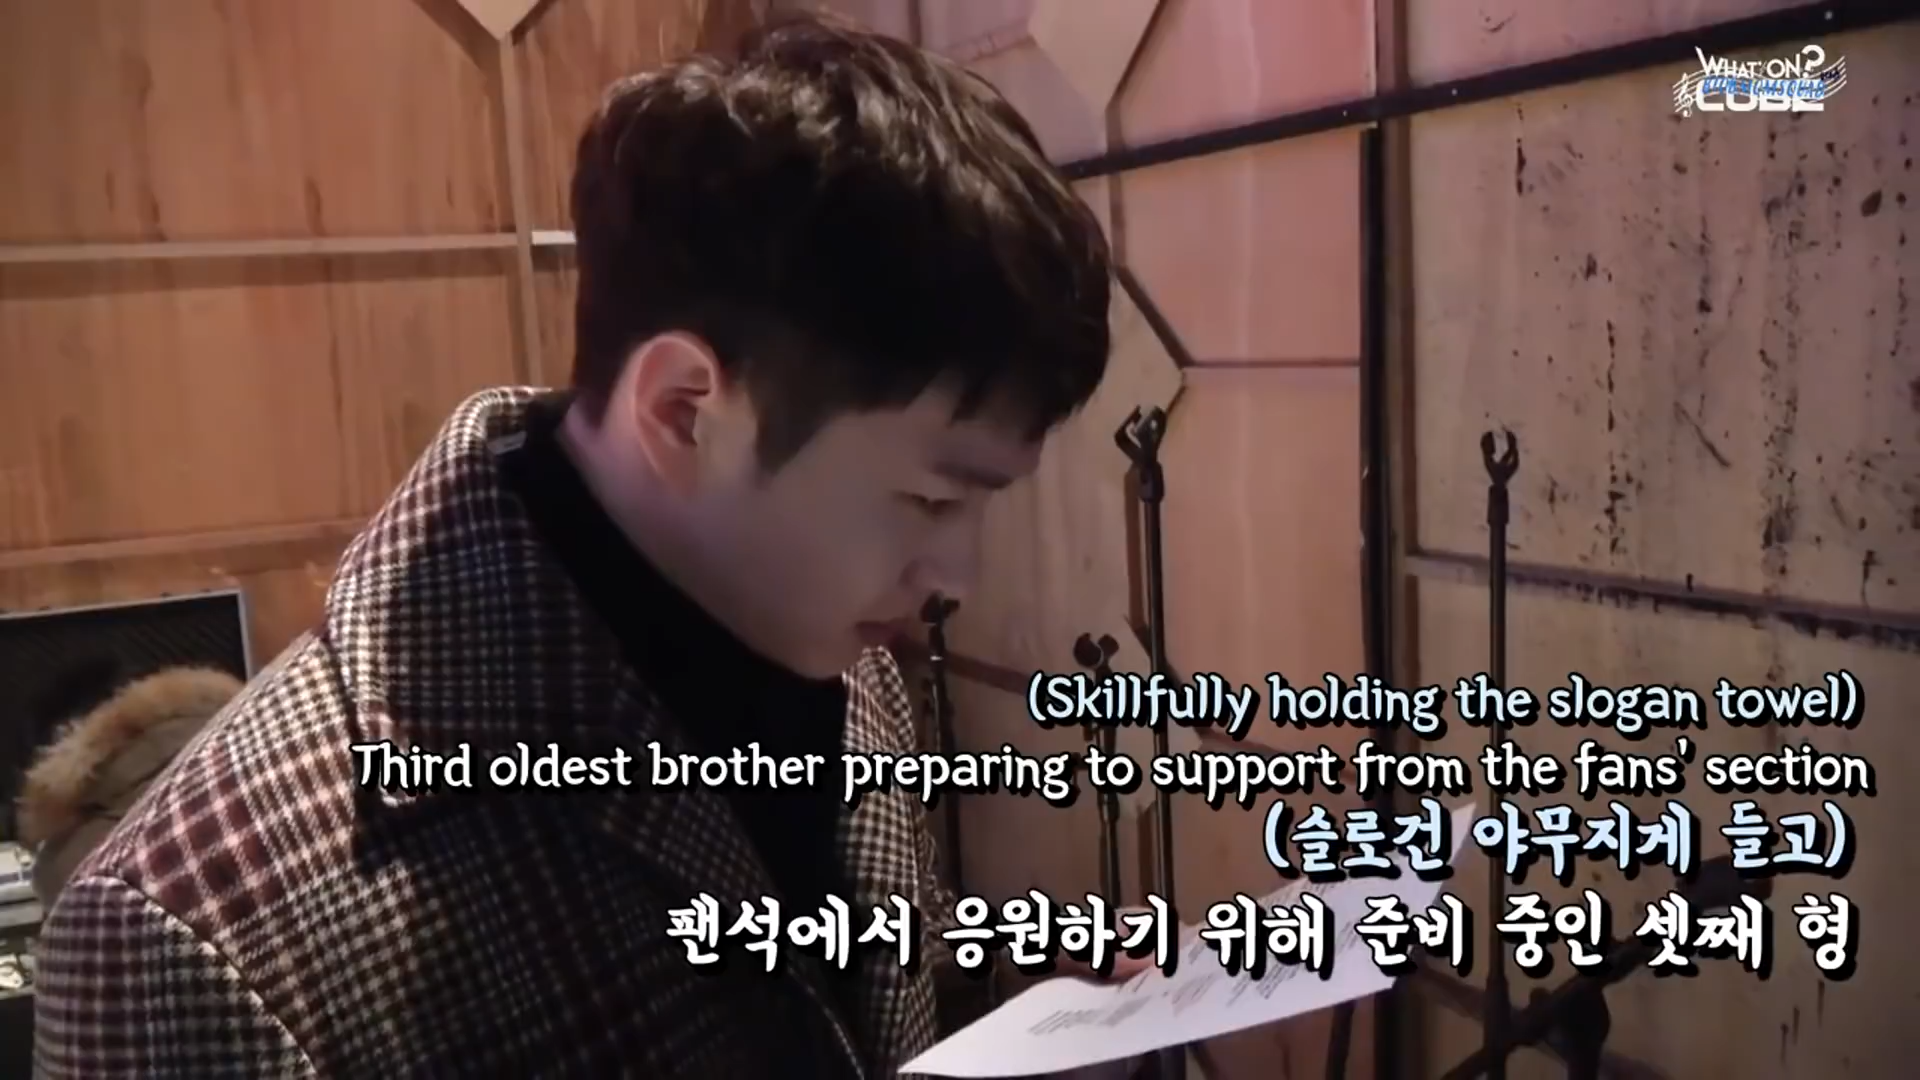 WHAT'S ON?
CUBE
(Skillfully holding the slogan towel)
Third oldest brother preparing to support from the fans' section
(슬로건 야무지게 들고)
팬석에서 응원하기 위해 준비 중인 셋째 형